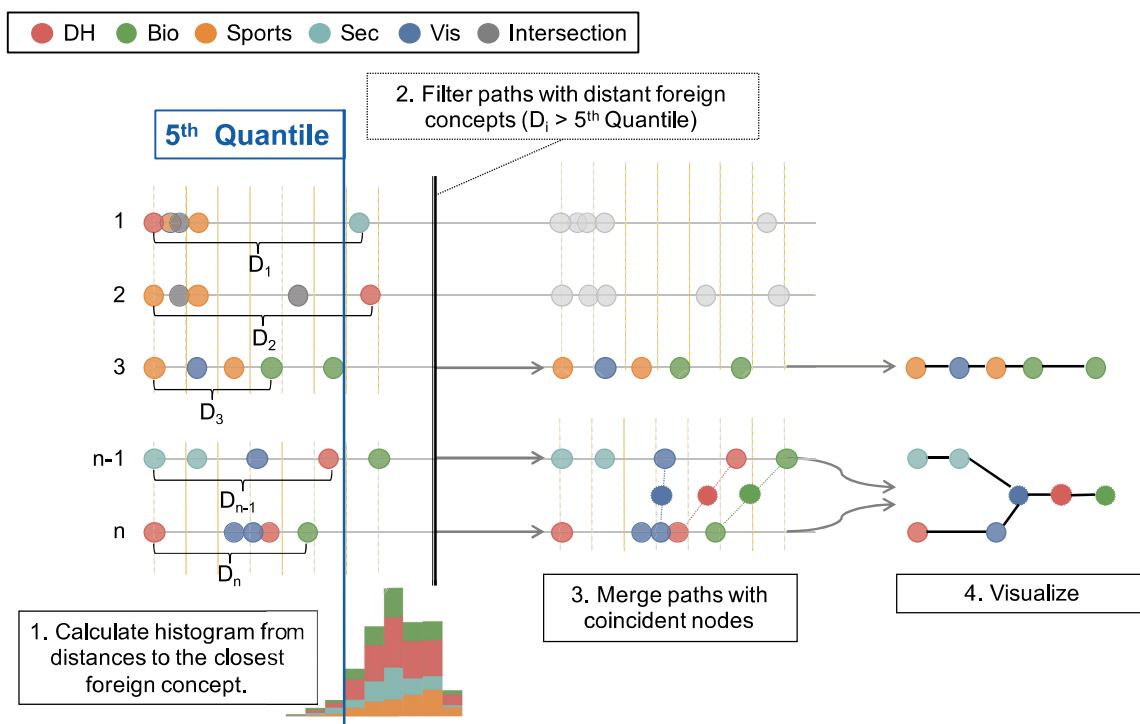 DH Bio Sports Sec Vis Intersection
2. Filter paths with distant foreign
concepts (Di > 5th Quantile)
5th Quantile
1
D1
2
D2
3
D3
n-1
Dn-1
n
Dn
1. Calculate histogram from
distances to the closest
foreign concept.
3. Merge paths with
coincident nodes
4. Visualize